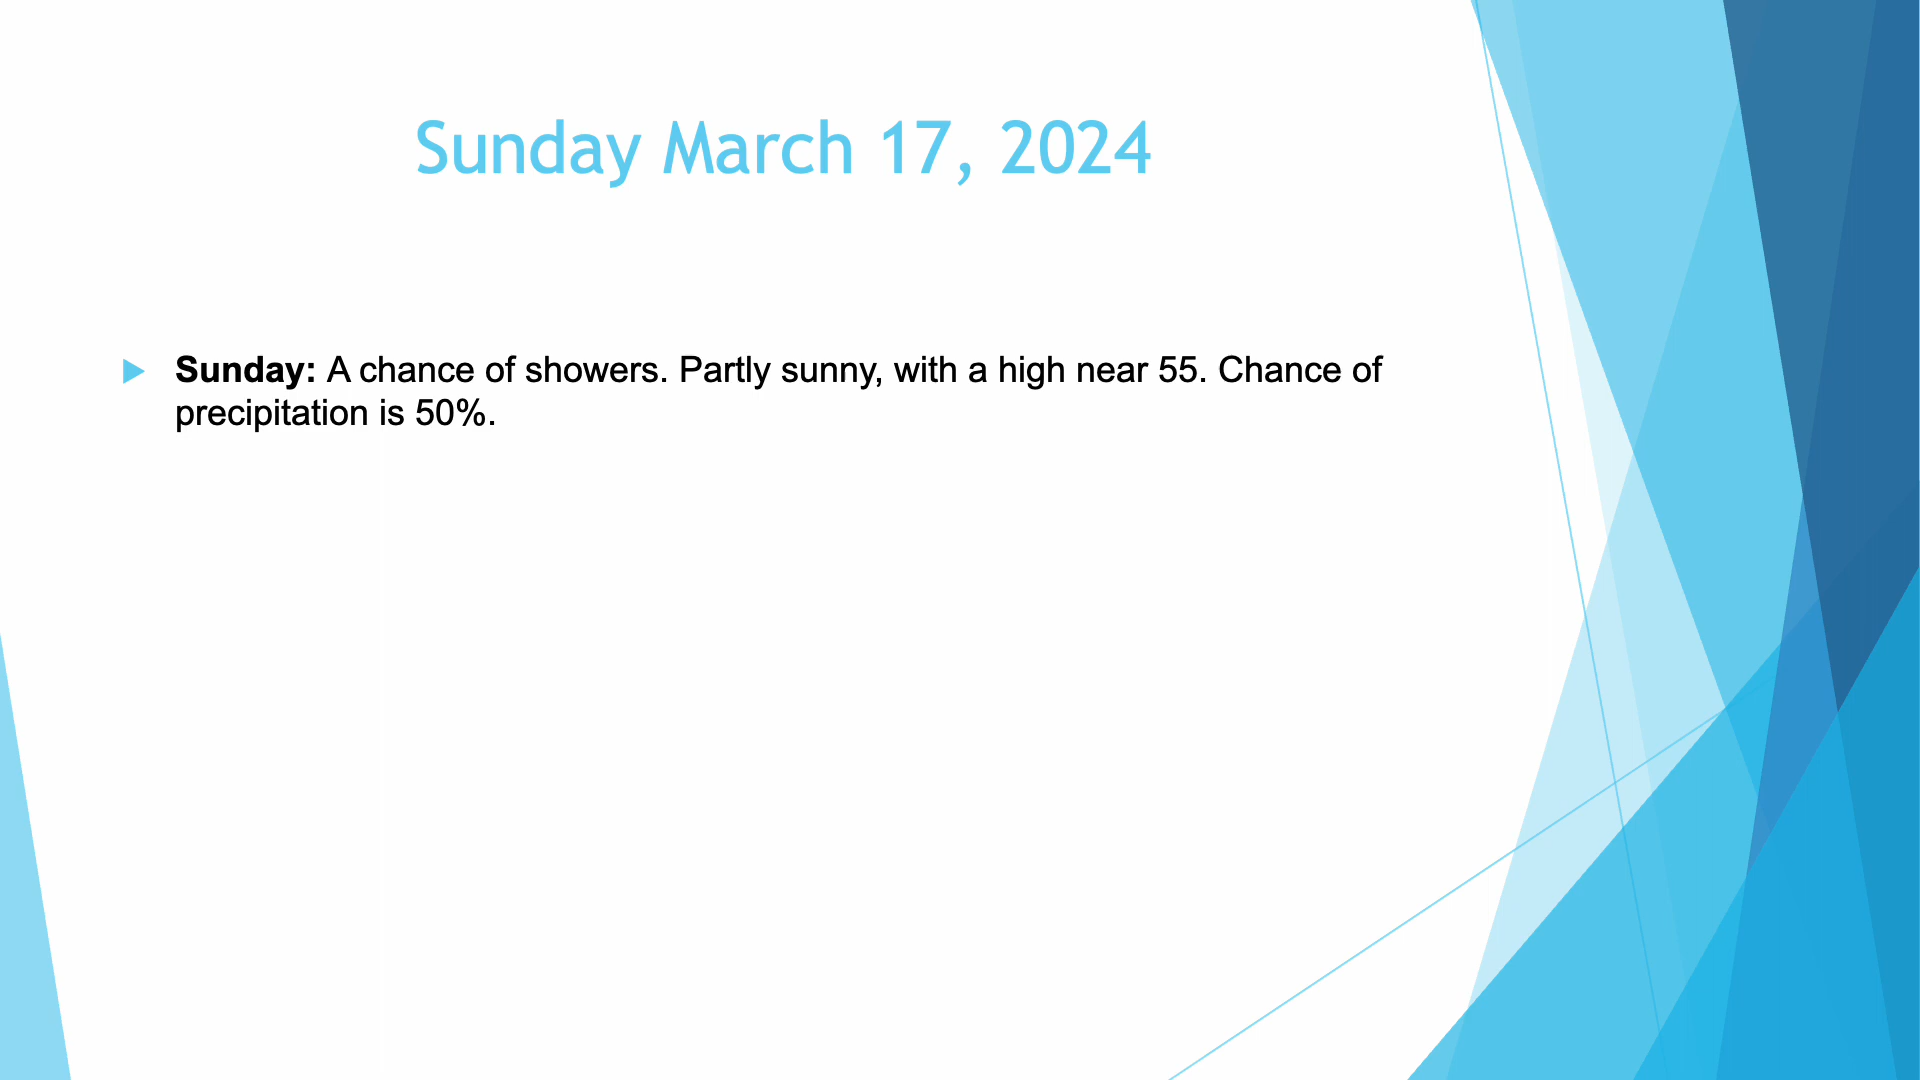 Sunday March 17, 2024
Sunday: A chance of showers. Partly sunny, with a high near 55. Chance of
precipitation is 50%.